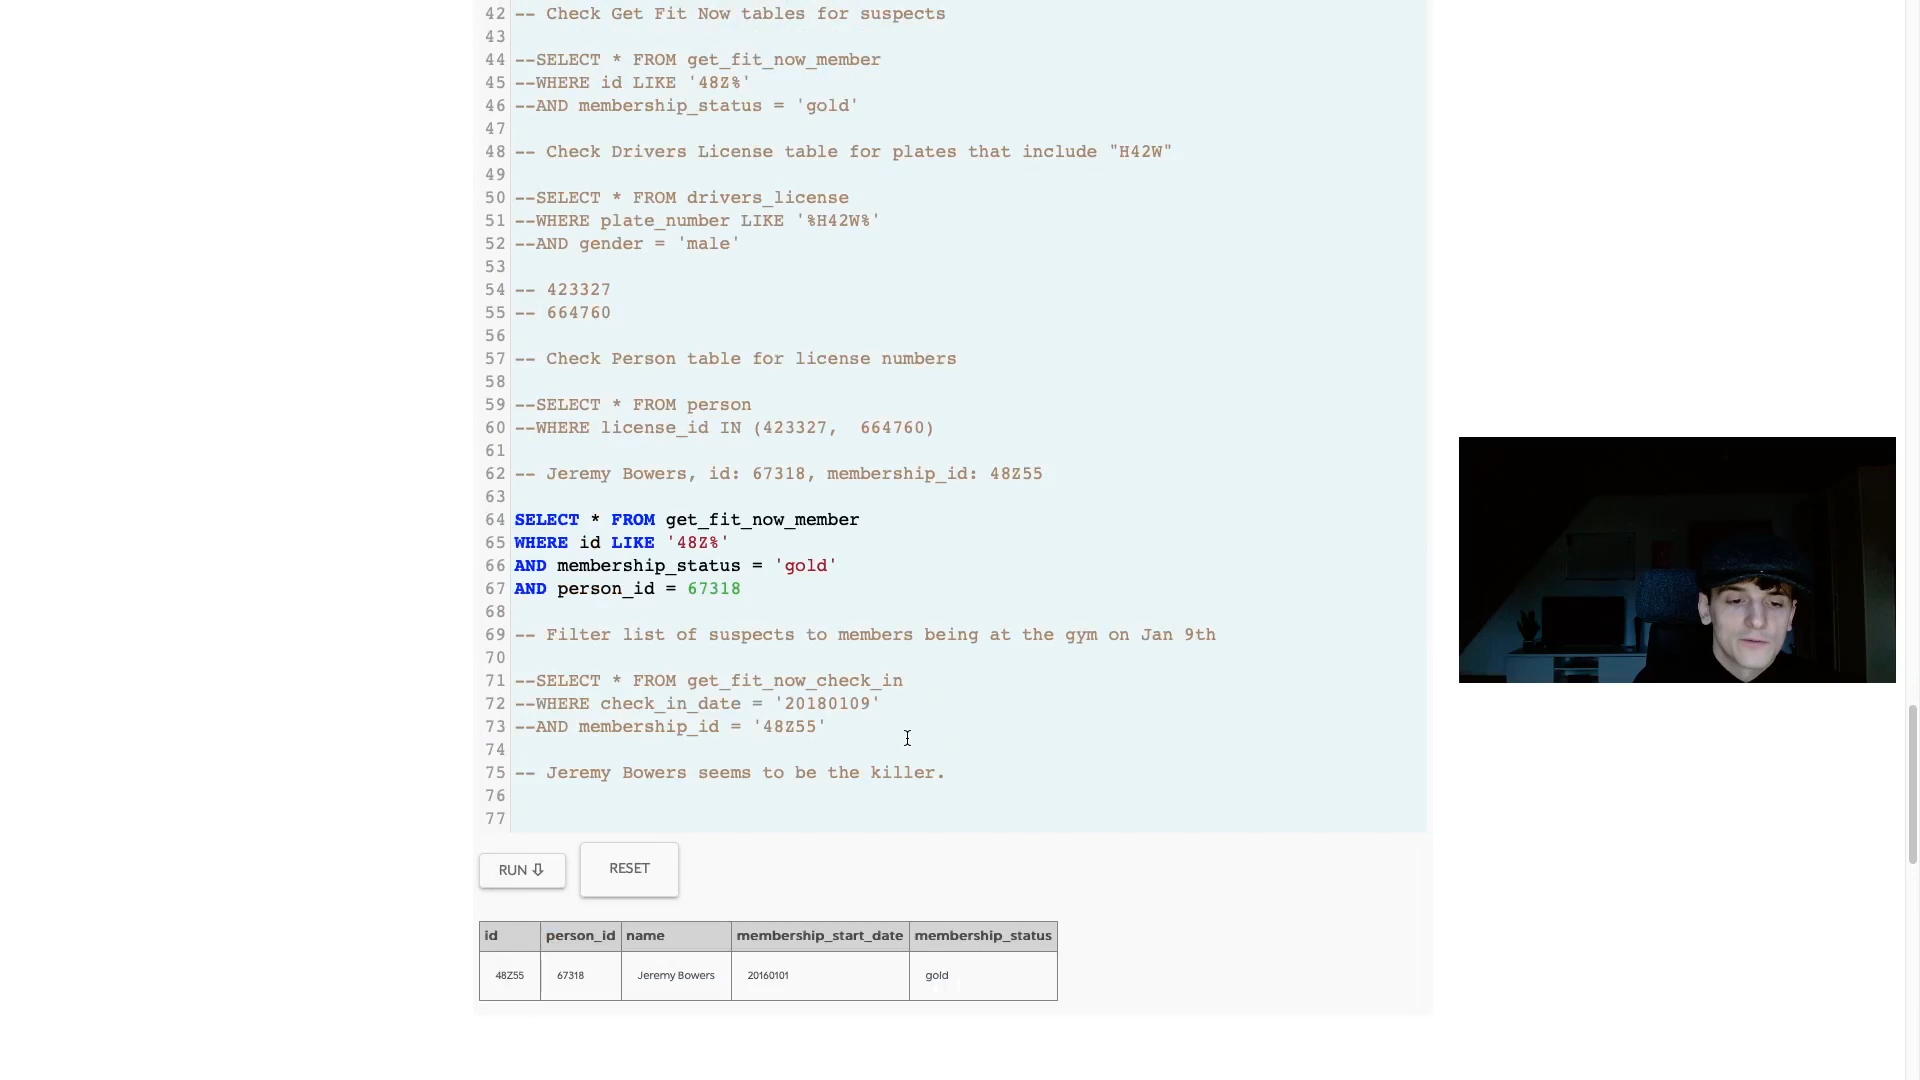 42 -- Check Get Fit Now tables for suspects
43
44 --SELECT * FROM get_fit_now_member
45 --WHERE id LIKE '48Z%'
46 --AND membership_status = 'gold'
47
48 -- Check Drivers License table for plates that include "H42W"
49
50 --SELECT * FROM drivers_license
51 --WHERE plate_number LIKE '%H42W%'
52 --AND gender = 'male'
53
54 -- 423327
55 -- 664760
56
57 -- Check Person table for license numbers
58
59 --SELECT * FROM person
60 --WHERE license_id IN (423327,  664760)
61
62 -- Jeremy Bowers, id: 67318, membership_id: 48Z55
63
64 SELECT * FROM get_fit_now_member
65 WHERE id LIKE '48Z%'
66 AND membership_status = 'gold'
67 AND person_id = 67318
68
69 -- Filter list of suspects to members being at the gym on Jan 9th
70
71 --SELECT * FROM get_fit_now_check_in
72 --WHERE check_in_date = '20180109'
73 --AND membership_id = '48Z55'
74
75 -- Jeremy Bowers seems to be the killer.
76
77
RUN ⇩ RESET
id person_id name membership_start_date membership_status
48Z55 67318 Jeremy Bowers 20160101 gold